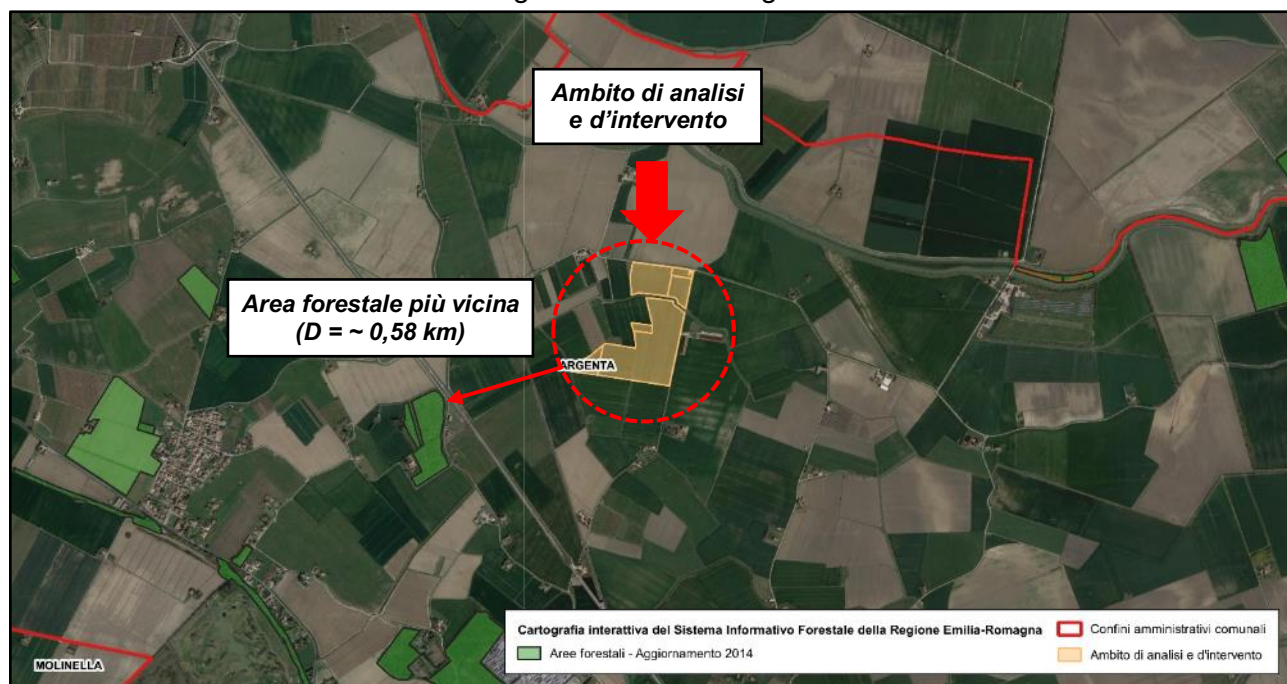 Ambito di analisi
e d'intervento
Area forestale più vicina
(D = ~ 0,58 km)
ARGENTA
MOLINELLA
Cartografia interattiva del Sistema Informativo Forestale della Regione Emilia-Romagna
Aree forestali - Aggiornamento 2014
Confini amministrativi comunali
Ambito di analisi e d'intervento